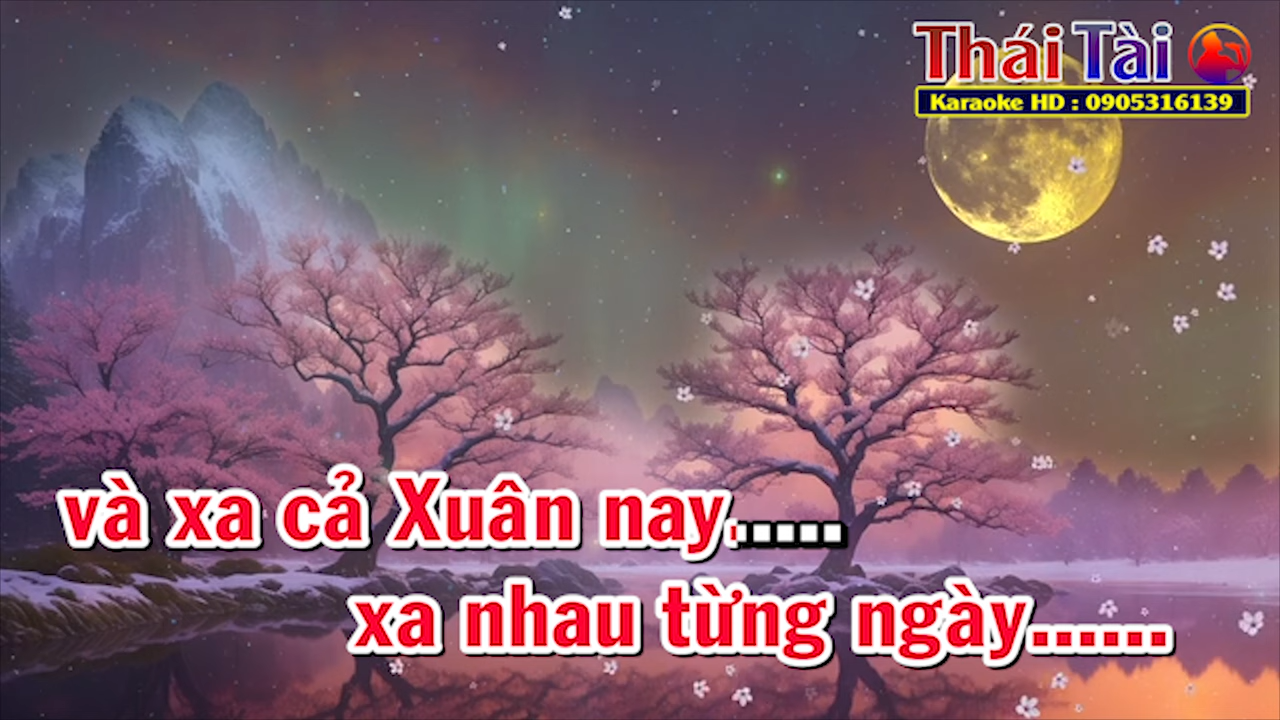 Thái Tài
Karaoke HD : 0905316139
và xa cả Xuân nay......
xa nhau từng ngày......